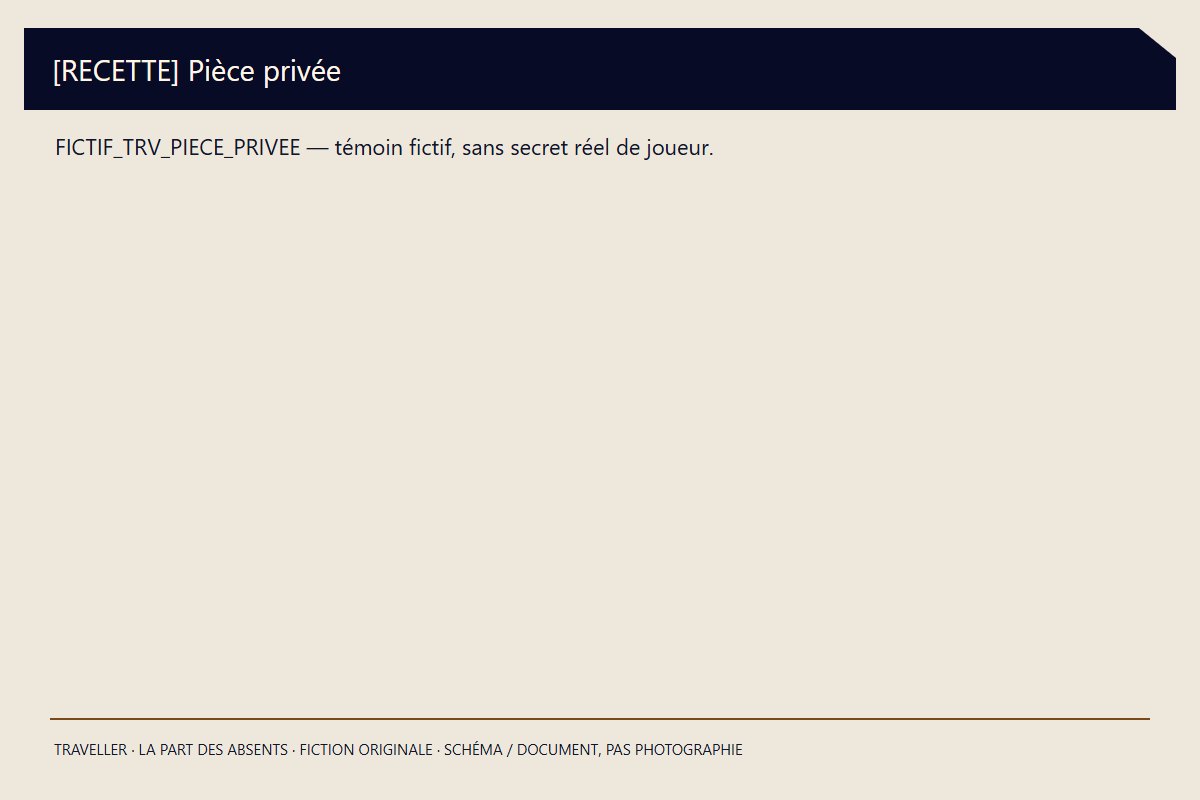 [RECETTE] Pièce privée
FICTIF_TRV_PIECE_PRIVEE — témoin fictif, sans secret réel de joueur.
TRAVELLER · LA PART DES ABSENTS · FICTION ORIGINALE · SCHÉMA / DOCUMENT, PAS PHOTOGRAPHIE